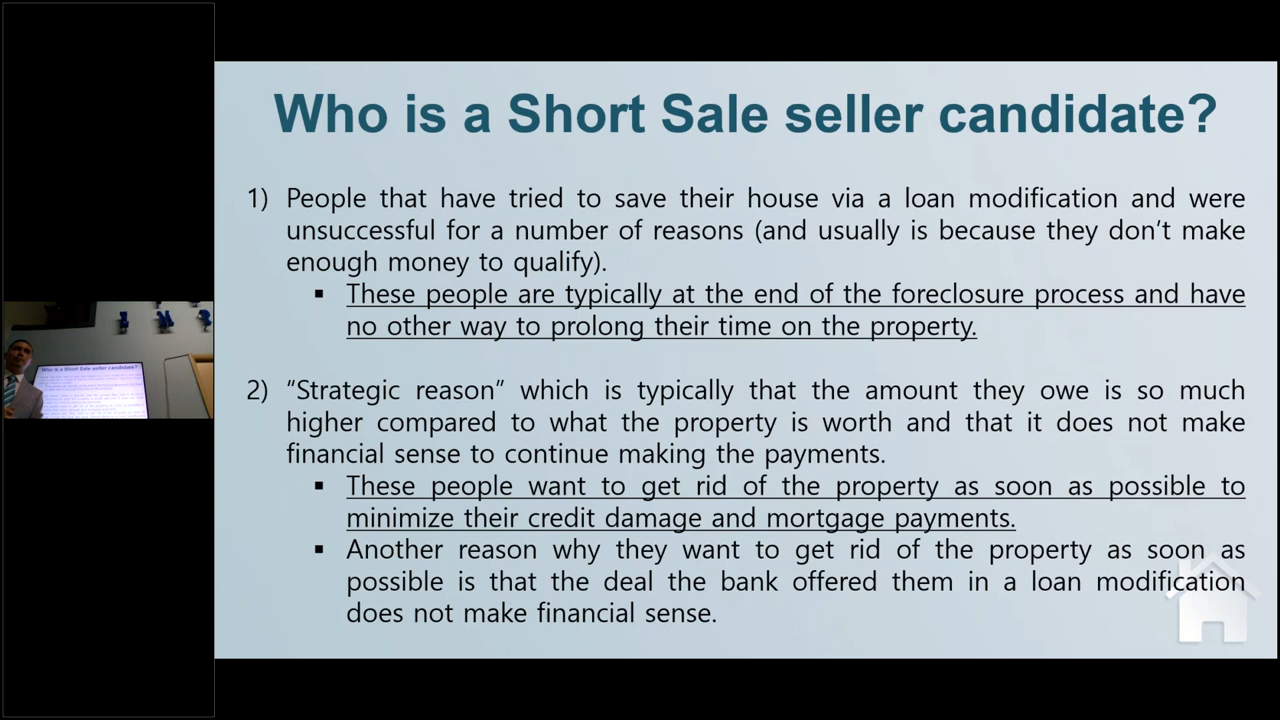 Who is a Short Sale seller candidate?
1) People that have tried to save their house via a loan modification and were
unsuccessful for a number of reasons (and usually is because they don’t make
enough money to qualify).
▪ These people are typically at the end of the foreclosure process and have
no other way to prolong their time on the property.
2) “Strategic reason” which is typically that the amount they owe is so much
higher compared to what the property is worth and that it does not make
financial sense to continue making the payments.
▪ These people want to get rid of the property as soon as possible to
minimize their credit damage and mortgage payments.
▪ Another reason why they want to get rid of the property as soon as
possible is that the deal the bank offered them in a loan modification
does not make financial sense.
Who is a Short Sale seller candidate?